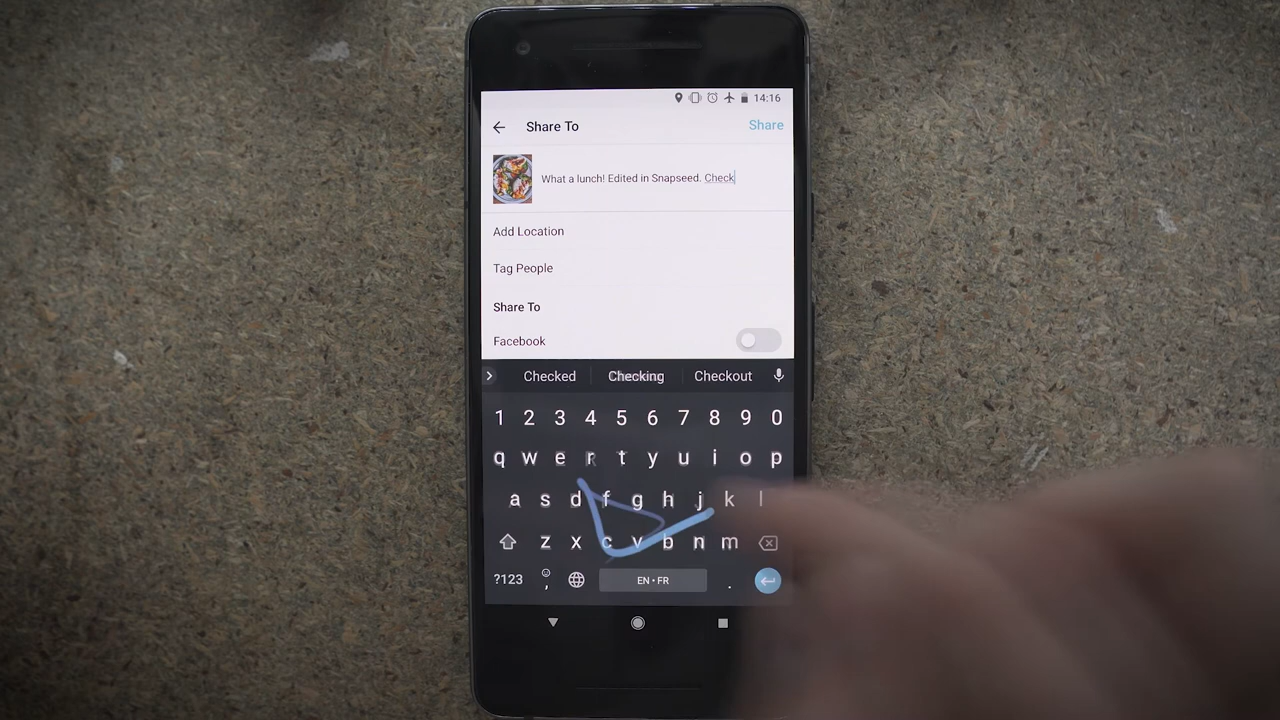 14:16
Share To Share
What a lunch! Edited in Snapseed. Check
Add Location
Tag People
Share To
Facebook
Checked Checking Checkout
1 2 3 4 5 6 7 8 9 0
q w e r t y u i o p
a s d f g h j k l
z x c v b n m
?123 , EN • FR .